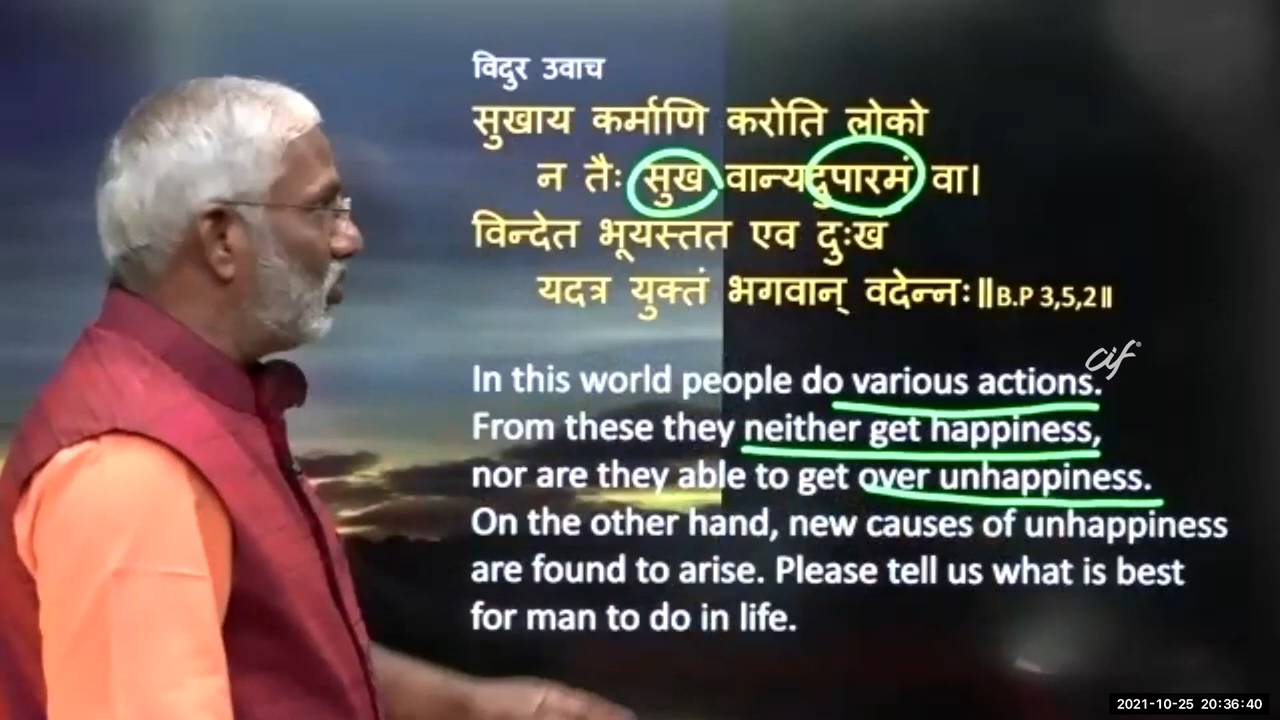 विदुर उवाच
सुखाय कर्माणि करोति लोको
न तैः सुख वान्यदुपारमं वा।
विन्देत भूयस्तत एव दुःखं
यदत्र युक्तं भगवान् वदेन्नः॥B.P 3,5,2॥
cif®
In this world people do various actions.
From these they neither get happiness,
nor are they able to get over unhappiness.
On the other hand, new causes of unhappiness
are found to arise. Please tell us what is best
for man to do in life.
2021-10-25 20:36:40